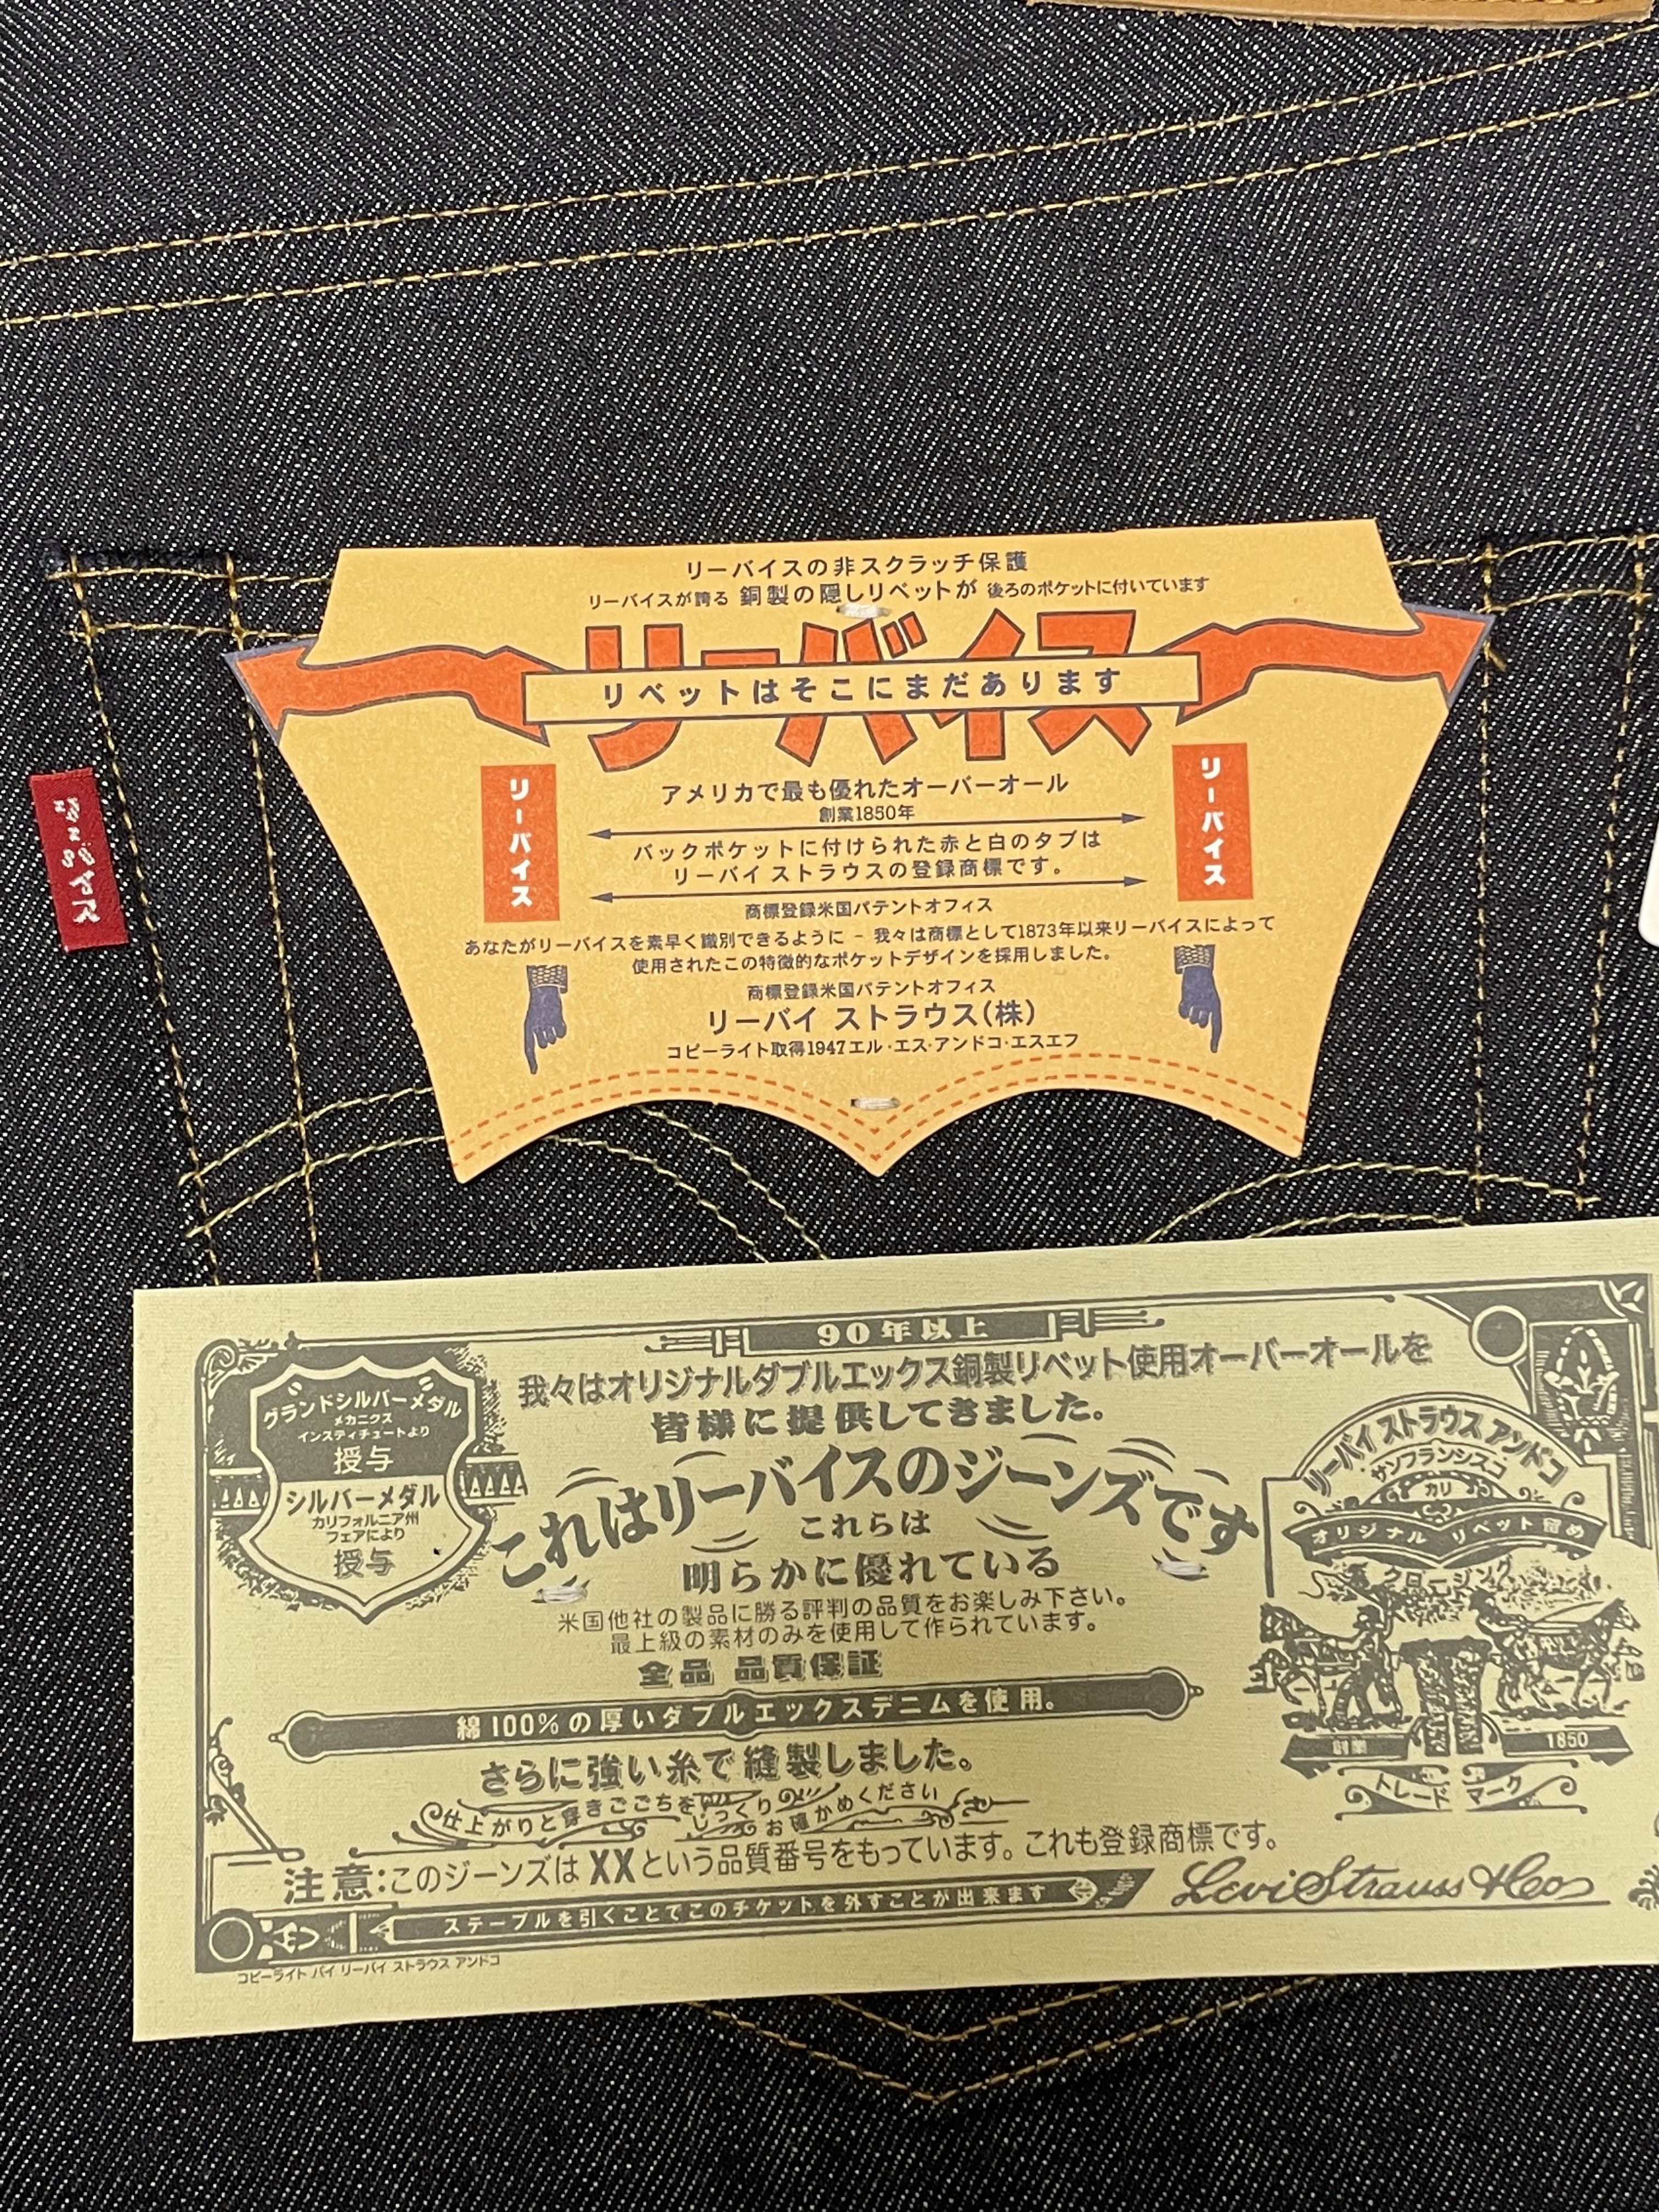 リーバイスの非スクラッチ保護
リーバイスが誇る 銅製の隠しリベットが 後ろのポケットに付いています
リーバイス
リベットはそこにまだあります
リーバイス
リーバイス
アメリカで最も優れたオーバーオール
創業1850年
バックポケットに付けられた赤と白のタブは
リーバイ ストラウスの登録商標です。
商標登録米国パテントオフィス
あなたがリーバイスを素早く識別できるように - 我々は商標として1873年以来リーバイスによって
使用されたこの特徴的なポケットデザインを採用しました。
商標登録米国パテントオフィス
リーバイ ストラウス(株)
コピーライト取得1947エル・エス・アンドコ・エスエフ
90年以上
我々はオリジナルダブルエックス銅製リベット使用オーバーオールを
皆様に提供してきました。
これはリーバイスのジーンズです
これらは
明らかに優れている
米国他社の製品に勝る評判の品質をお楽しみ下さい。
最上級の素材のみを使用して作られています。
全品 品質保証
綿100%の厚いダブルエックスデニムを使用。
さらに強い糸で縫製しました。
仕上がりと穿きごこちを じっくり お確かめください
注意:このジーンズはXXという品質番号をもっています。これも登録商標です。
ステープルを引くことでこのチケットを外すことが出来ます
コピーライト バイ リーバイ ストラウス アンドコ
グランドシルバーメダル
メカニクス
インスティチュートより
授与
シルバーメダル
カリフォルニア州
フェアにより
授与
リーバイ ストラウス アンドコ
サンフランシスコ
カリ
オリジナル リベット留め
クロージング
創業 1850
トレード マーク
Levi Strauss & Co